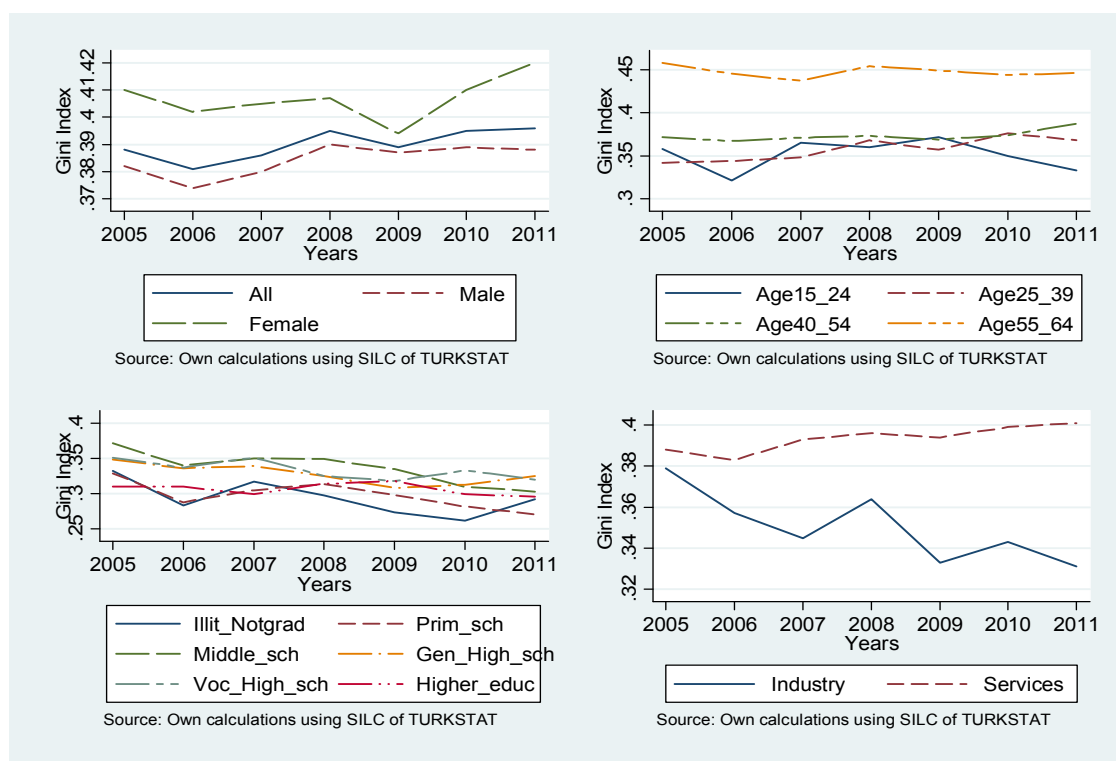 Gini Index
.37 .38 .39 .4 .41 .42
2005 2006 2007 2008 2009 2010 2011
Years
All Male
Female
Source: Own calculations using SILC of TURKSTAT
Gini Index
.3 .35 .4 .45
2005 2006 2007 2008 2009 2010 2011
Years
Age15_24 Age25_39
Age40_54 Age55_64
Source: Own calculations using SILC of TURKSTAT
Gini Index
.25 .3 .35 .4
2005 2006 2007 2008 2009 2010 2011
Years
Illit_Notgrad Prim_sch
Middle_sch Gen_High_sch
Voc_High_sch Higher_educ
Source: Own calculations using SILC of TURKSTAT
Gini Index
.32 .34 .36 .38 .4
2005 2006 2007 2008 2009 2010 2011
Years
Industry Services
Source: Own calculations using SILC of TURKSTAT